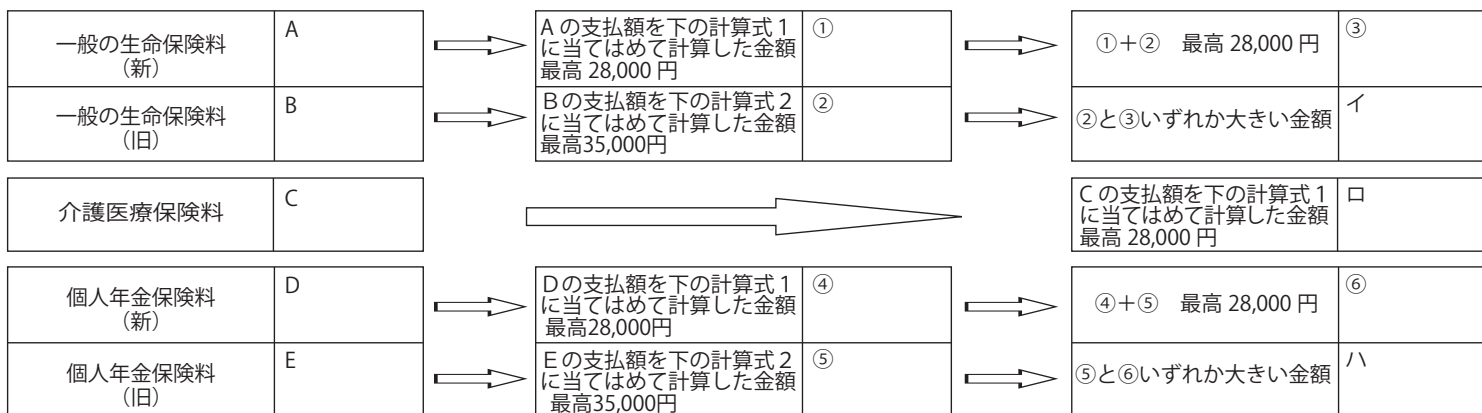 一般の生命保険料
（新）
A
A の支払額を下の計算式 1
に当てはめて計算した金額
最高 28,000 円
①
①＋②　最高 28,000 円
③
一般の生命保険料
（旧）
B
Bの支払額を下の計算式２
に当てはめて計算した金額
最高35,000円
②
②と③いずれか大きい金額
イ
介護医療保険料
C
C の支払額を下の計算式 1
に当てはめて計算した金額
最高 28,000 円
ロ
個人年金保険料
（新）
D
Dの支払額を下の計算式 1
に当てはめて計算した金額
最高28,000円
④
④＋⑤　最高 28,000 円
⑥
個人年金保険料
（旧）
E
Eの支払額を下の計算式２
に当てはめて計算した金額
最高35,000円
⑤
⑤と⑥いずれか大きい金額
ハ